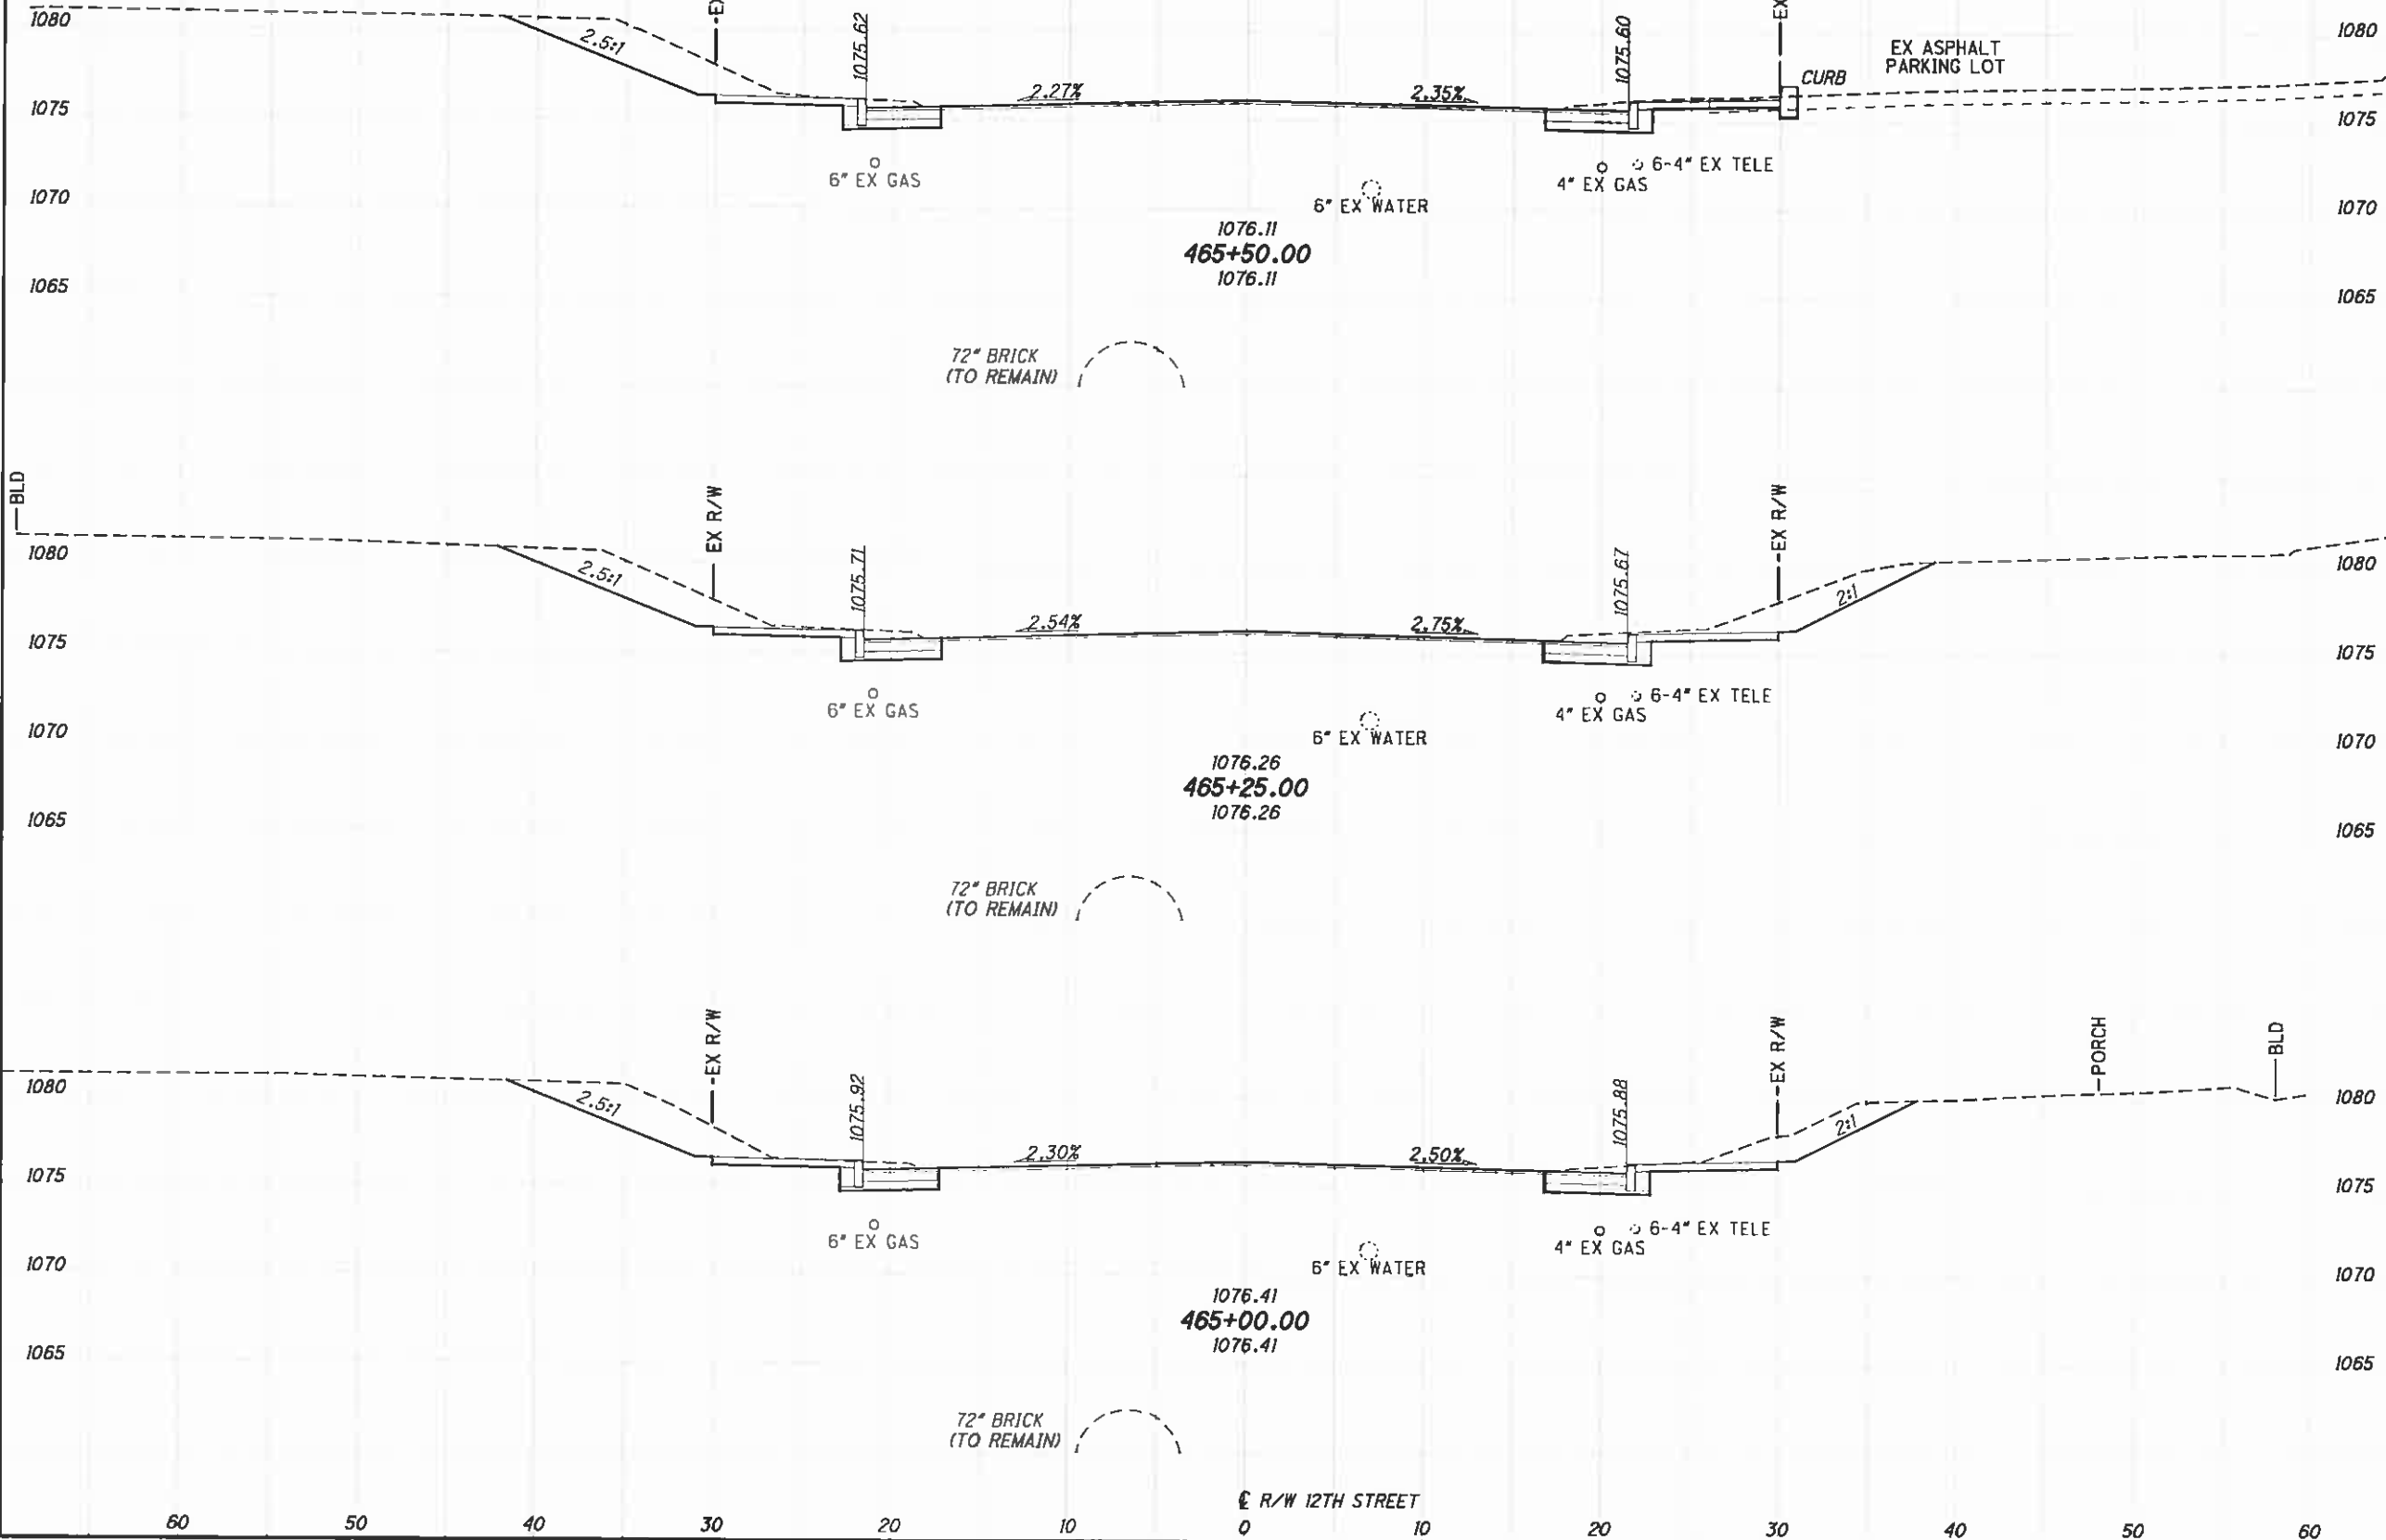 1080
2.5:1
1075.62
1075.60
1080
EX ASPHALT
PARKING LOT
CURB
2.27%
2.35%
1075
1075
6" EX GAS
4" EX GAS
6-4" EX TELE
1070
6" EX WATER
1070
1076.11
465+50.00
1076.11
1065
1065
72" BRICK
(TO REMAIN)
BLD
EX R/W
EX R/W
1080
2.5:1
1075.71
1075.67
2:1
1080
2.54%
2.75%
1075
1075
6" EX GAS
4" EX GAS
6-4" EX TELE
1070
6" EX WATER
1070
1076.26
465+25.00
1076.26
1065
1065
72" BRICK
(TO REMAIN)
EX R/W
EX R/W
PORCH
BLD
1080
2.5:1
1075.92
1075.88
2:1
1080
2.30%
2.50%
1075
1075
6" EX GAS
4" EX GAS
6-4" EX TELE
1070
6" EX WATER
1070
1076.41
465+00.00
1076.41
1065
1065
72" BRICK
(TO REMAIN)
℄ R/W 12TH STREET
60 50 40 30 20 10 0 10 20 30 40 50 60